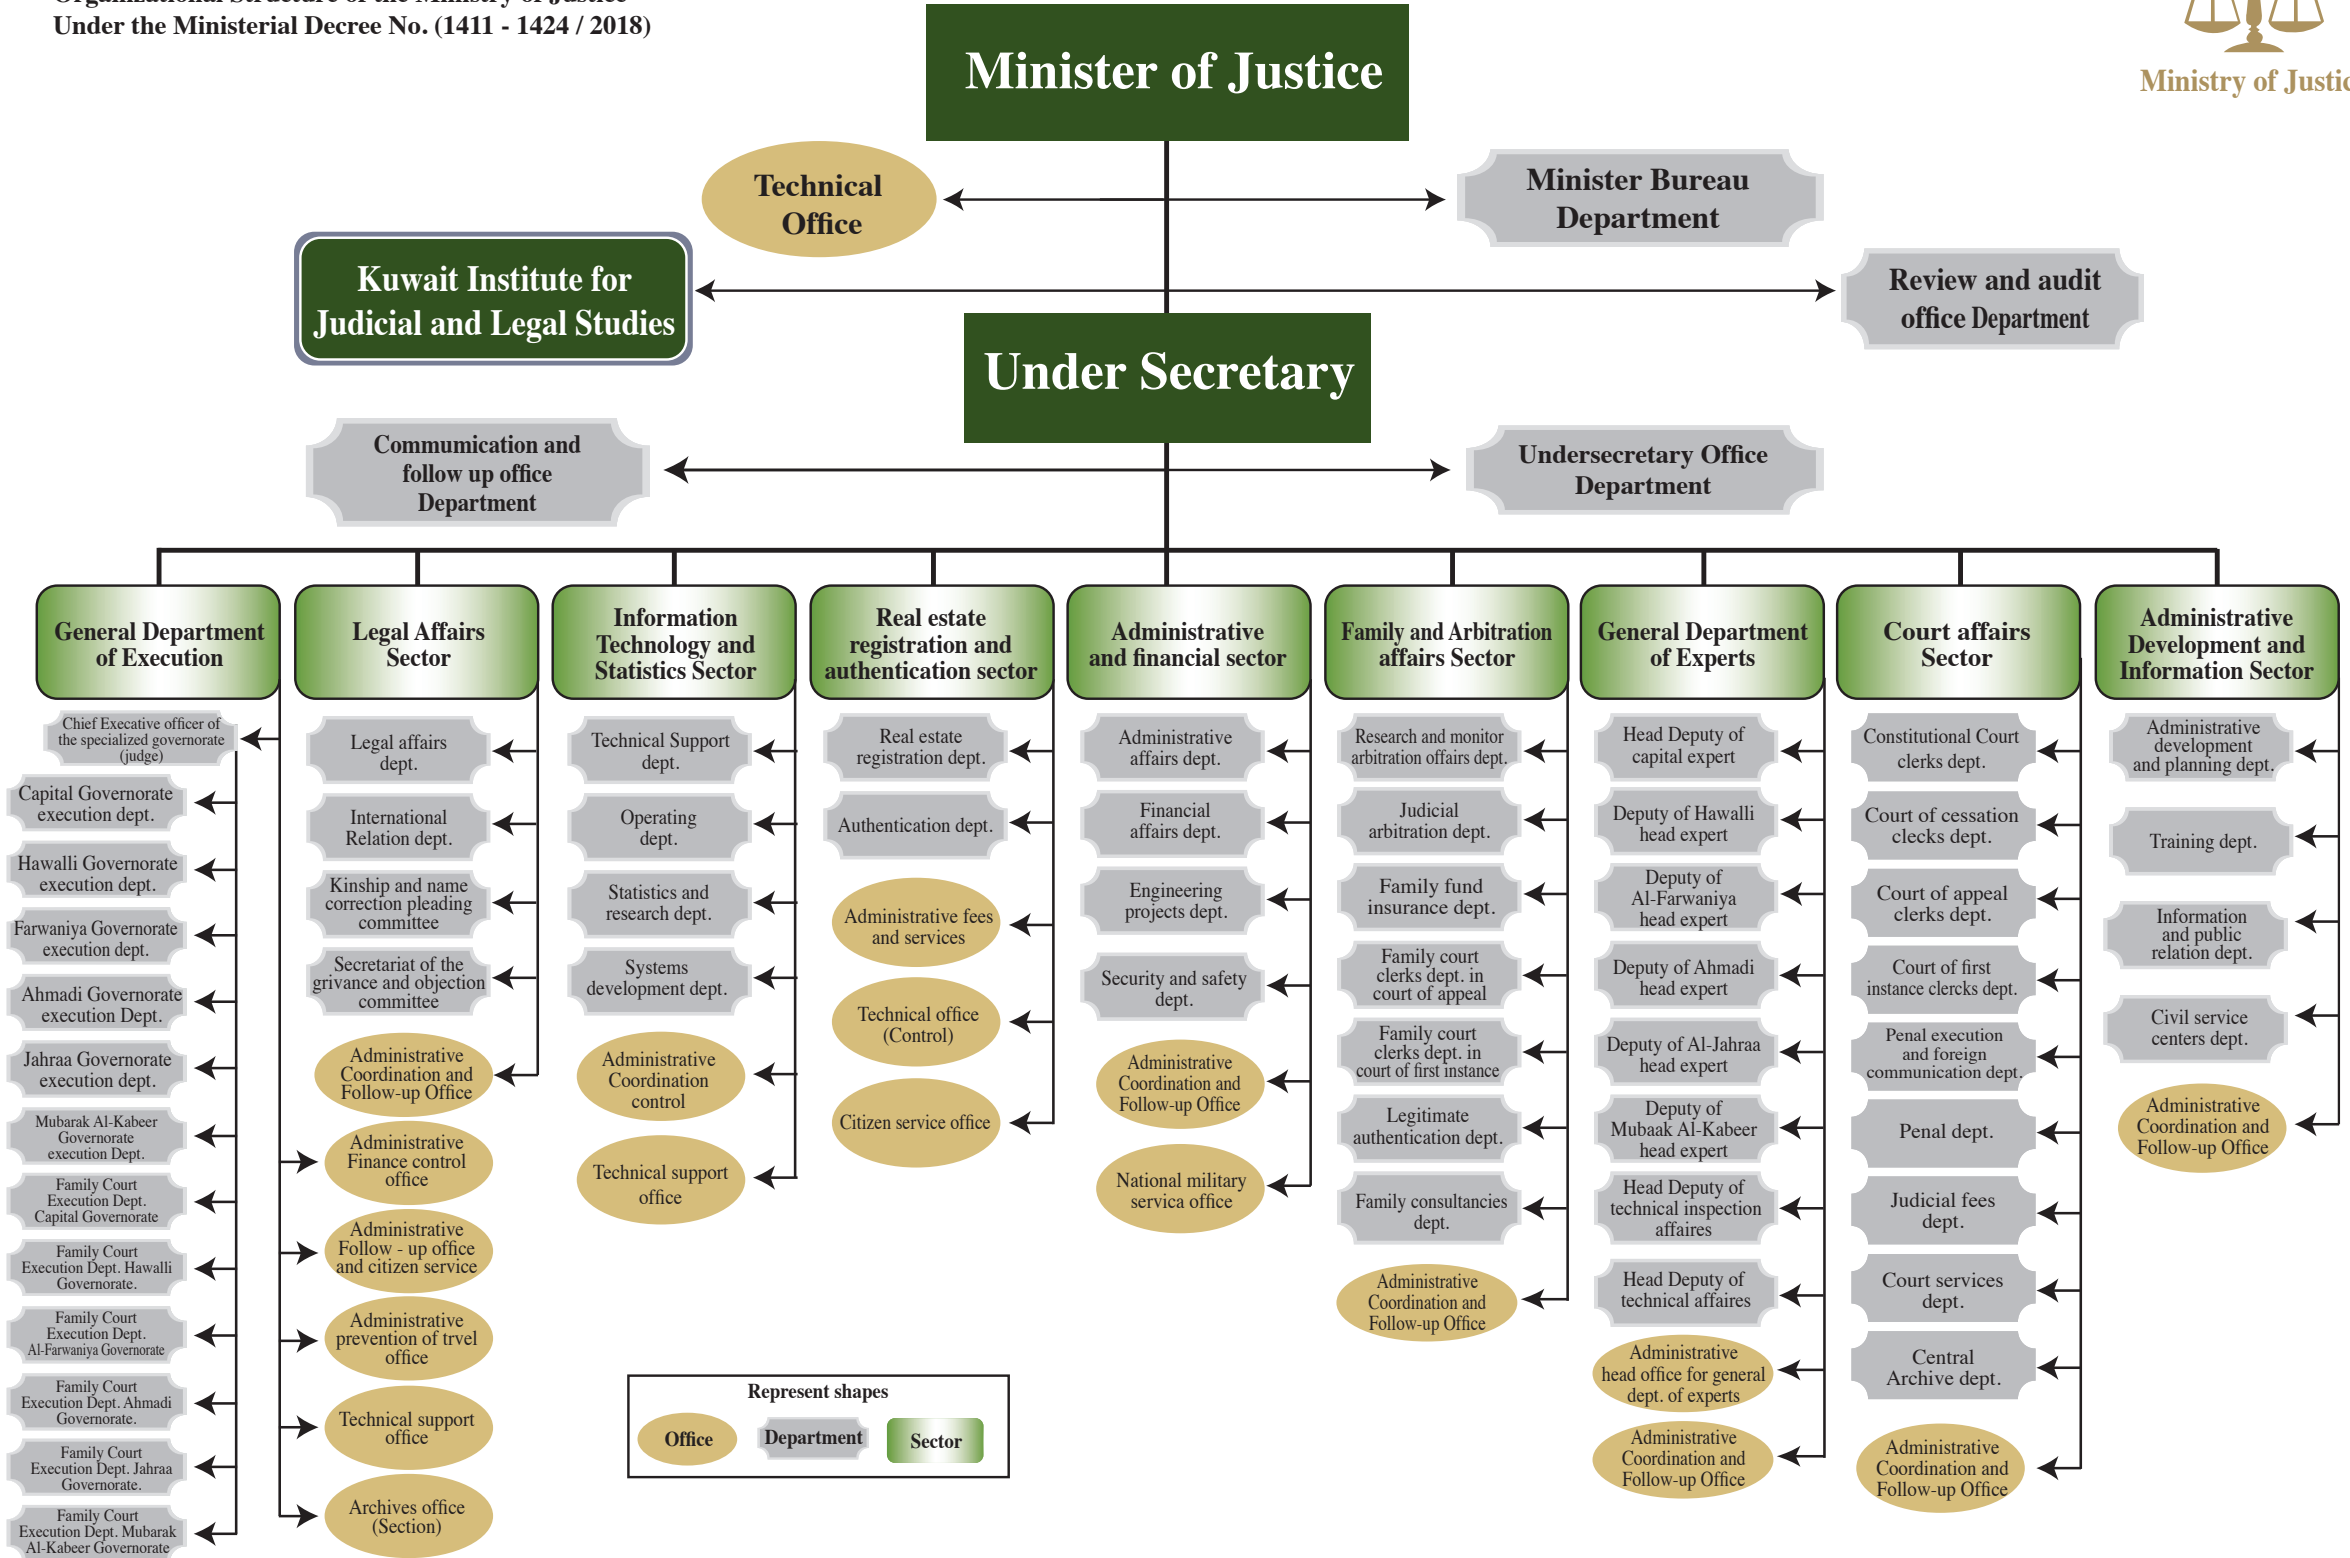 Organizational Structure of the Ministry of Justice
Under the Ministerial Decree No. (1411 - 1424 / 2018)
Ministry of Justic
Minister of Justice
Technical
Office
Minister Bureau
Department
Kuwait Institute for
Judicial and Legal Studies
Review and audit
office Department
Under Secretary
Commumication and
follow up office
Department
Undersecretary Office
Department
General Department
of Execution
Legal Affairs
Sector
Information
Technology and
Statistics Sector
Real estate
registration and
authentication sector
Administrative
and financial sector
Family and Arbitration
affairs Sector
General Department
of Experts
Court affairs
Sector
Administrative
Development and
Information Sector
Chief Executive officer of
the specialized governorate
(judge)
Capital Governorate
execution dept.
Hawalli Governorate
execution dept.
Farwaniya Governorate
execution dept.
Ahmadi Governorate
execution Dept.
Jahraa Governorate
execution dept.
Mubarak Al-Kabeer
Governorate
execution Dept.
Family Court
Execution Dept.
Capital Governorate
Family Court
Execution Dept. Hawalli
Governorate.
Family Court
Execution Dept.
Al-Farwaniya Governorate
Family Court
Execution Dept. Ahmadi
Governorate.
Family Court
Execution Dept. Jahraa
Governorate.
Family Court
Execution Dept. Mubarak
Al-Kabeer Governorate
Legal affairs
dept.
International
Relation dept.
Kinship and name
correction pleading
committee
Secretariat of the
grivance and objection
committee
Administrative
Coordination and
Follow-up Office
Administrative
Finance control
office
Administrative
Follow - up office
and citizen service
Administrative
prevention of trvel
office
Technical support
office
Archives office
(Section)
Technical Support
dept.
Operating
dept.
Statistics and
research dept.
Systems
development dept.
Administrative
Coordination
control
Technical support
office
Real estate
registration dept.
Authentication dept.
Administrative fees
and services
Technical office
(Control)
Citizen service office
Administrative
affairs dept.
Financial
affairs dept.
Engineering
projects dept.
Security and safety
dept.
Administrative
Coordination and
Follow-up Office
National military
servica office
Research and monitor
arbitration offairs dept.
Judicial
arbitration dept.
Family fund
insurance dept.
Family court
clerks dept. in
court of appeal
Family court
clerks dept. in
court of first instance
Legitimate
authentication dept.
Family consultancies
dept.
Administrative
Coordination and
Follow-up Office
Head Deputy of
capital expert
Deputy of Hawalli
head expert
Deputy of
Al-Farwaniya
head expert
Deputy of Ahmadi
head expert
Deputy of Al-Jahraa
head expert
Deputy of
Mubaak Al-Kabeer
head expert
Head Deputy of
technical inspection
affaires
Head Deputy of
technical affaires
Administrative
head office for general
dept. of experts
Administrative
Coordination and
Follow-up Office
Constitutional Court
clerks dept.
Court of cessation
clecks dept.
Court of appeal
clerks dept.
Court of first
instance clercks dept.
Penal execution
and foreign
communication dept.
Penal dept.
Judicial fees
dept.
Court services
dept.
Central
Archive dept.
Administrative
Coordination and
Follow-up Office
Administrative
development
and planning dept.
Training dept.
Information
and public
relation dept.
Civil service
centers dept.
Administrative
Coordination and
Follow-up Office
Represent shapes
Office
Department
Sector